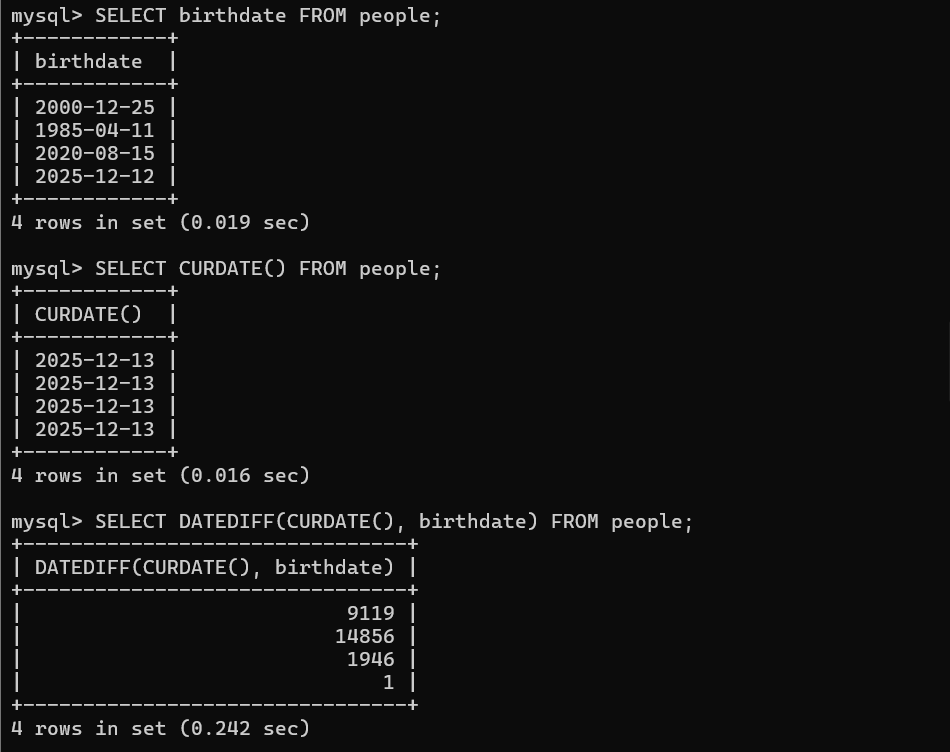 mysql> SELECT birthdate FROM people;
+------------+
| birthdate  |
+------------+
| 2000-12-25 |
| 1985-04-11 |
| 2020-08-15 |
| 2025-12-12 |
+------------+
4 rows in set (0.019 sec)

mysql> SELECT CURDATE() FROM people;
+------------+
| CURDATE()  |
+------------+
| 2025-12-13 |
| 2025-12-13 |
| 2025-12-13 |
| 2025-12-13 |
+------------+
4 rows in set (0.016 sec)

mysql> SELECT DATEDIFF(CURDATE(), birthdate) FROM people;
+--------------------------------+
| DATEDIFF(CURDATE(), birthdate) |
+--------------------------------+
|                           9119 |
|                          14856 |
|                           1946 |
|                              1 |
+--------------------------------+
4 rows in set (0.242 sec)